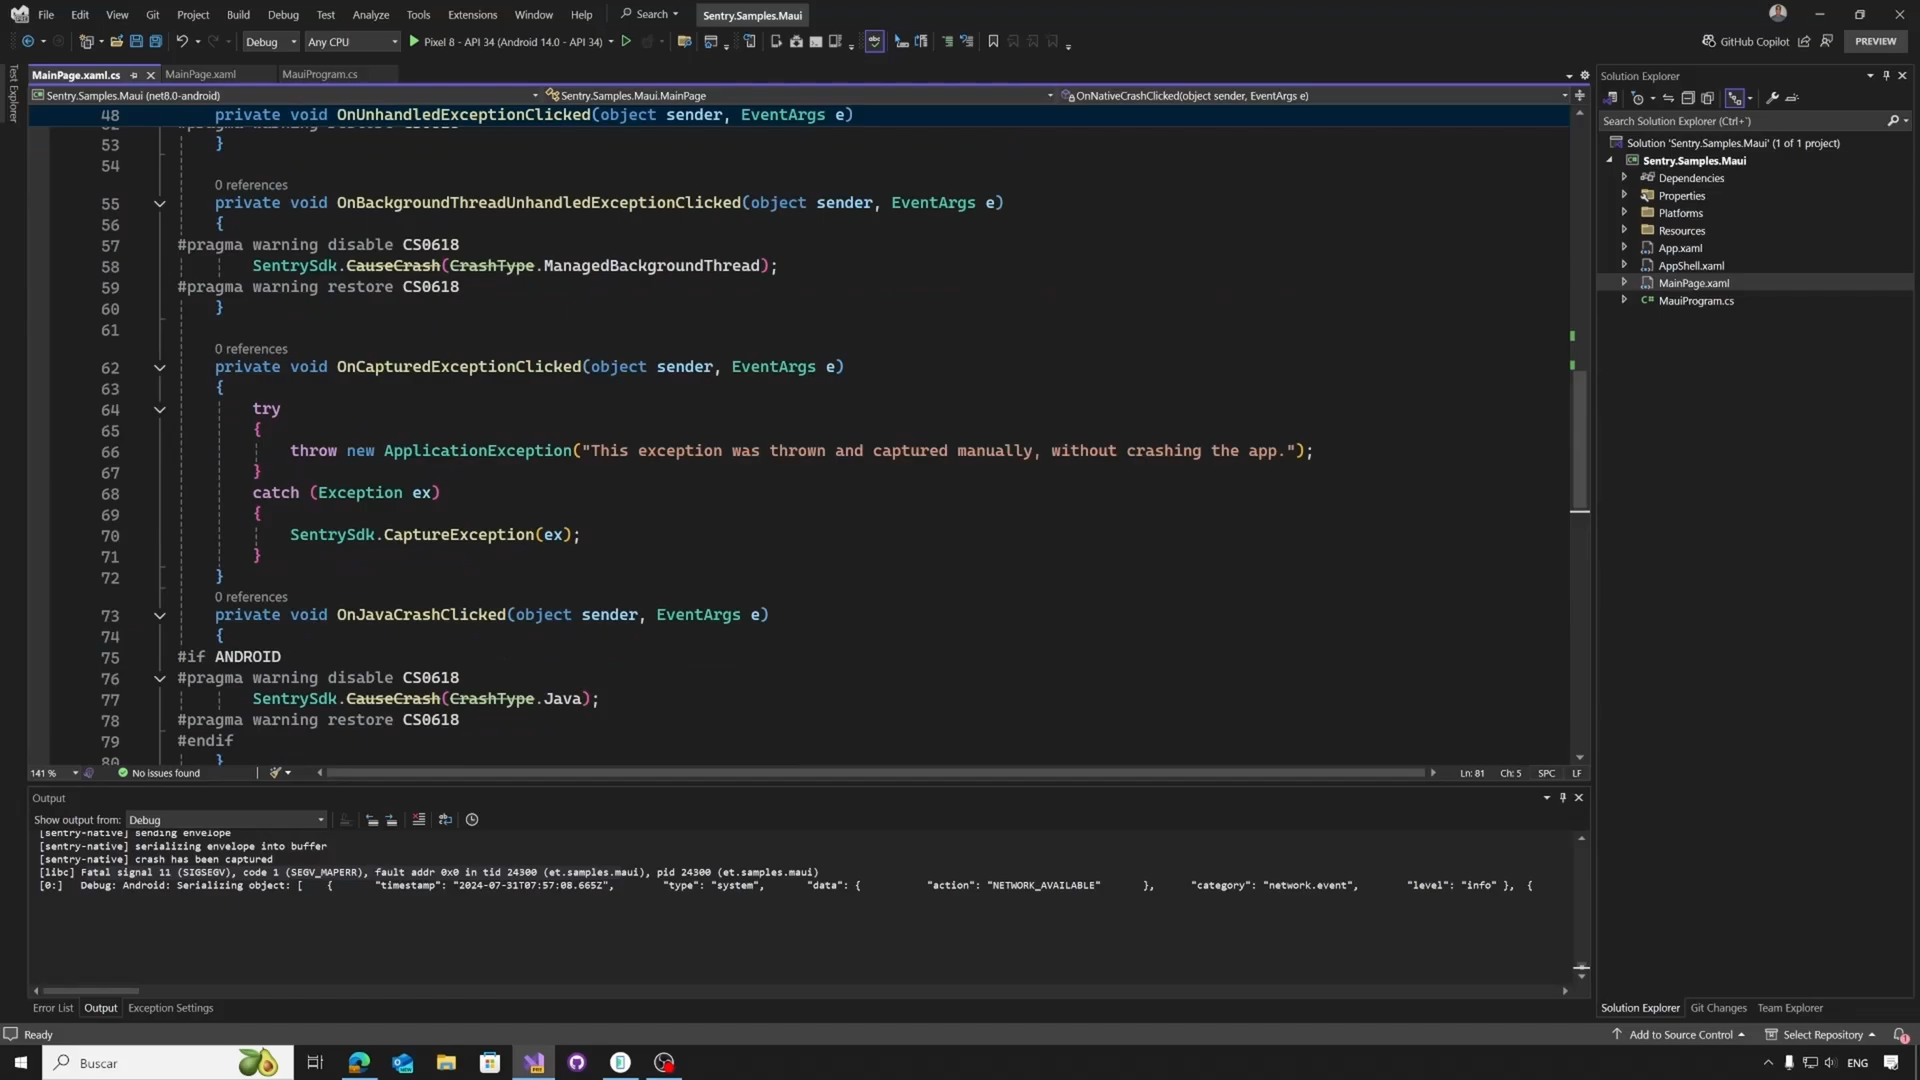 File Edit View Git Project Build Debug Test Analyze Tools Extensions Window Help Search Sentry.Samples.Maui
Debug Any CPU Pixel 8 - API 34 (Android 14.0 - API 34) GitHub Copilot PREVIEW
Test Explorer
MainPage.xaml.cs MainPage.xaml MauiProgram.cs
Sentry.Samples.Maui (net8.0-android) Sentry.Samples.Maui.MainPage OnNativeCrashClicked(object sender, EventArgs e)
48 private void OnUnhandledExceptionClicked(object sender, EventArgs e)
53 }
54
0 references
55 private void OnBackgroundThreadUnhandledExceptionClicked(object sender, EventArgs e)
56 {
57 #pragma warning disable CS0618
58 SentrySdk.CauseCrash(CrashType.ManagedBackgroundThread);
59 #pragma warning restore CS0618
60 }
61
0 references
62 private void OnCapturedExceptionClicked(object sender, EventArgs e)
63 {
64 try
65 {
66 throw new ApplicationException("This exception was thrown and captured manually, without crashing the app.");
67 }
68 catch (Exception ex)
69 {
70 SentrySdk.CaptureException(ex);
71 }
72 }
0 references
73 private void OnJavaCrashClicked(object sender, EventArgs e)
74 {
75 #if ANDROID
76 #pragma warning disable CS0618
77 SentrySdk.CauseCrash(CrashType.Java);
78 #pragma warning restore CS0618
79 #endif
80 }
141 % No issues found Ln: 81 Ch: 5 SPC LF
Output
Show output from: Debug
[sentry-native] sending envelope
[sentry-native] serializing envelope into buffer
[sentry-native] crash has been captured
[libc] Fatal signal 11 (SIGSEGV), code 1 (SEGV_MAPERR), fault addr 0x0 in tid 24300 (et.samples.maui), pid 24300 (et.samples.maui)
[0:] Debug: Android: Serializing object: [ { "timestamp": "2024-07-31T07:57:08.665Z", "type": "system", "data": { "action": "NETWORK_AVAILABLE" }, "category": "network.event", "level": "info" }, {
Error List Output Exception Settings
Solution Explorer
Search Solution Explorer (Ctrl+´)
Solution 'Sentry.Samples.Maui' (1 of 1 project)
Sentry.Samples.Maui
Dependencies
Properties
Platforms
Resources
App.xaml
AppShell.xaml
MainPage.xaml
MauiProgram.cs
Solution Explorer Git Changes Team Explorer
Ready Add to Source Control Select Repository 1
Buscar ENG